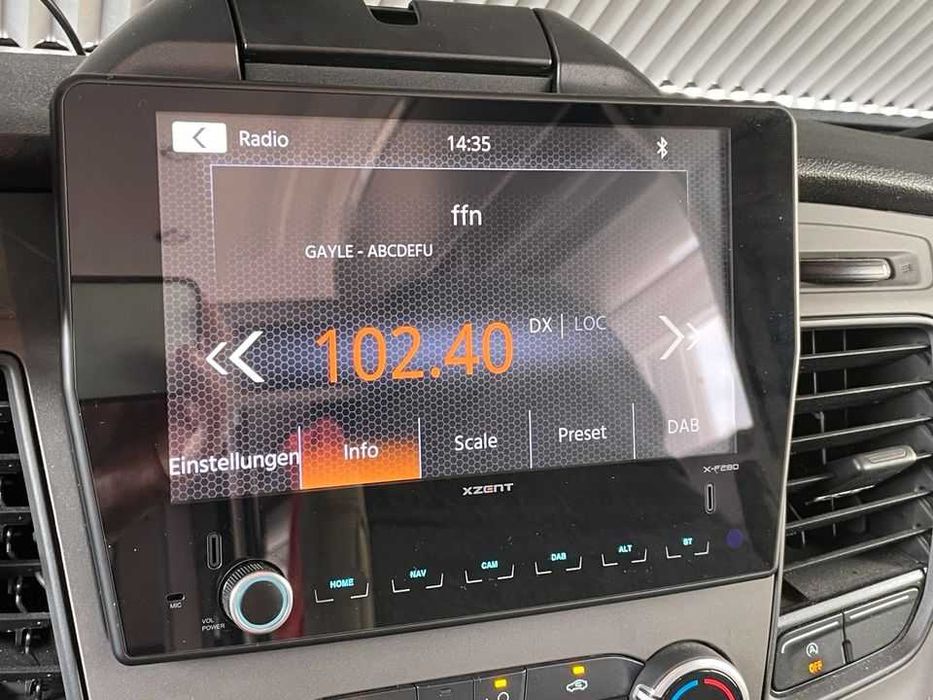 Radio
14:35
ffn
GAYLE - ABCDEFU
102.40
DX | LOC
Einstellungen
Info
Scale
Preset
DAB
XZENT
X-F280
HOME
NAV
CAM
DAB
ALT
BT
MIC
VOL
POWER
A
OFF